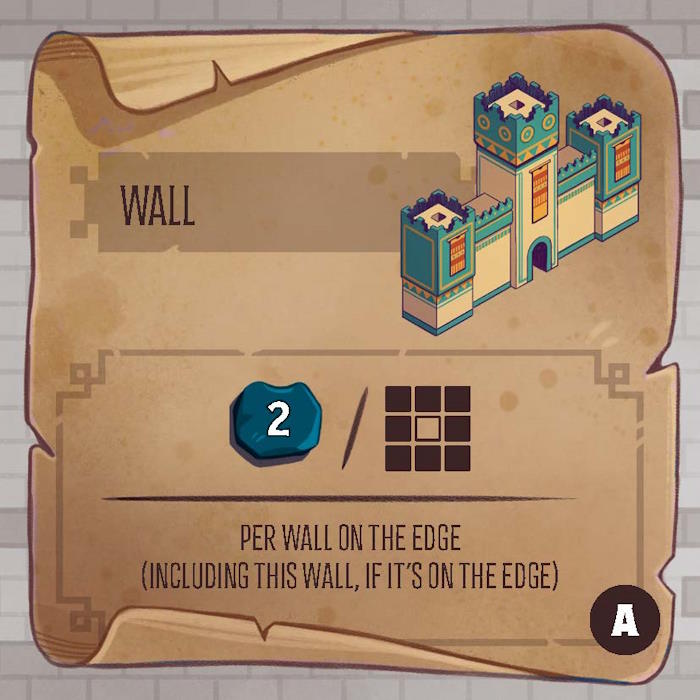 WALL
2
PER WALL ON THE EDGE
(INCLUDING THIS WALL, IF IT'S ON THE EDGE)
A